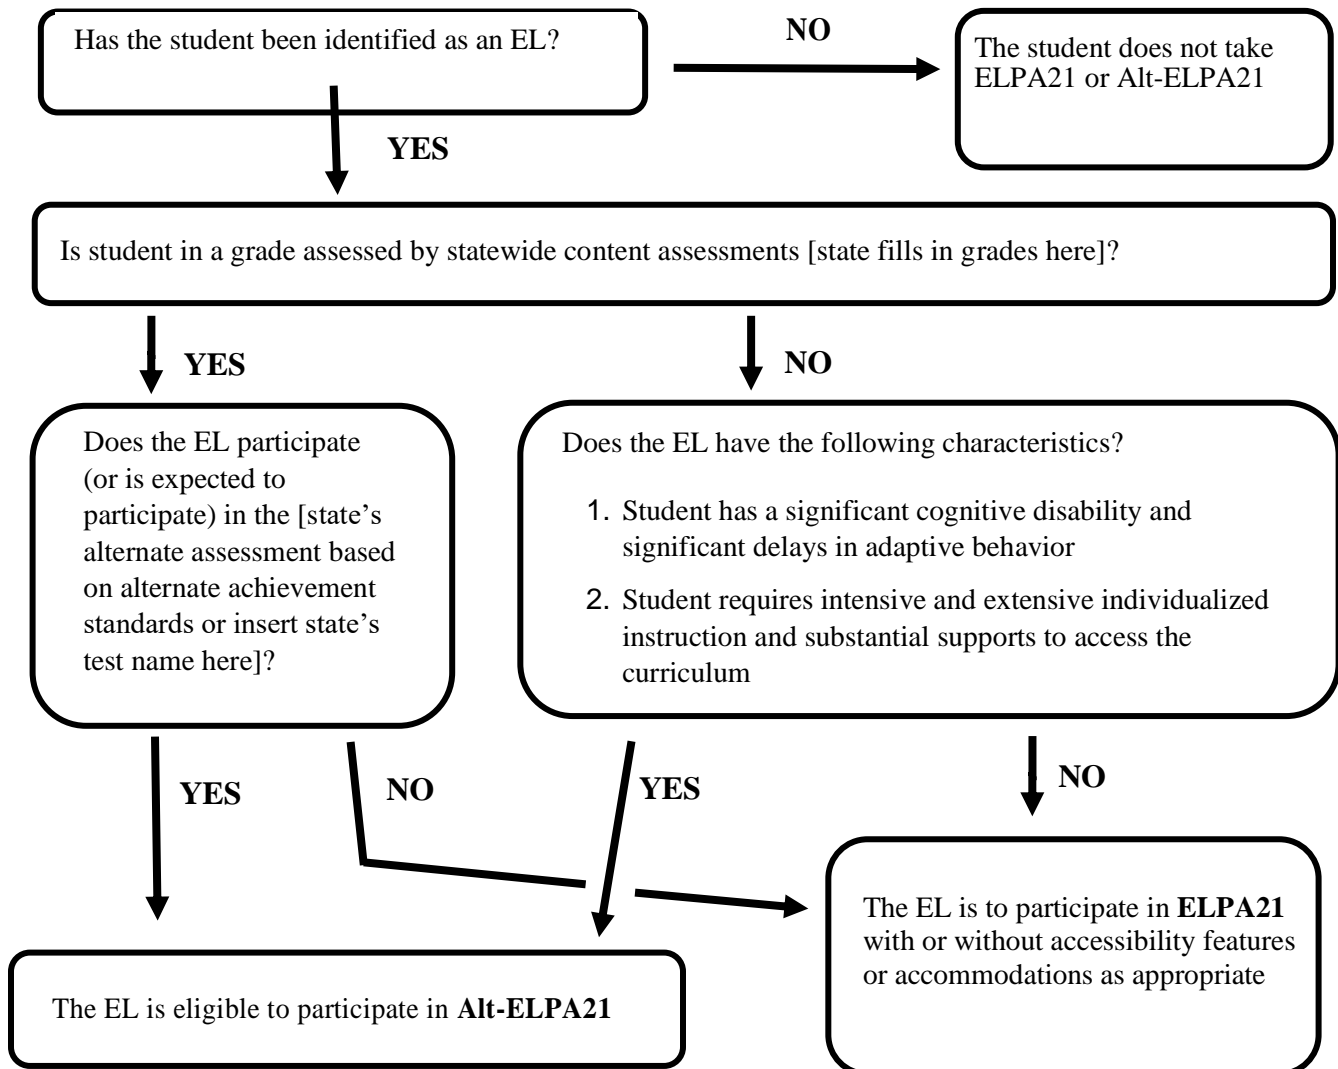 Has the student been identified as an EL?
NO
The student does not take
ELPA21 or Alt-ELPA21
YES
Is student in a grade assessed by statewide content assessments [state fills in grades here]?
YES
NO
Does the EL participate
(or is expected to
participate) in the [state’s
alternate assessment based
on alternate achievement
standards or insert state’s
test name here]?
Does the EL have the following characteristics?
1. Student has a significant cognitive disability and
significant delays in adaptive behavior
2. Student requires intensive and extensive individualized
instruction and substantial supports to access the
curriculum
YES
NO
YES
NO
The EL is to participate in ELPA21
with or without accessibility features
or accommodations as appropriate
The EL is eligible to participate in Alt-ELPA21